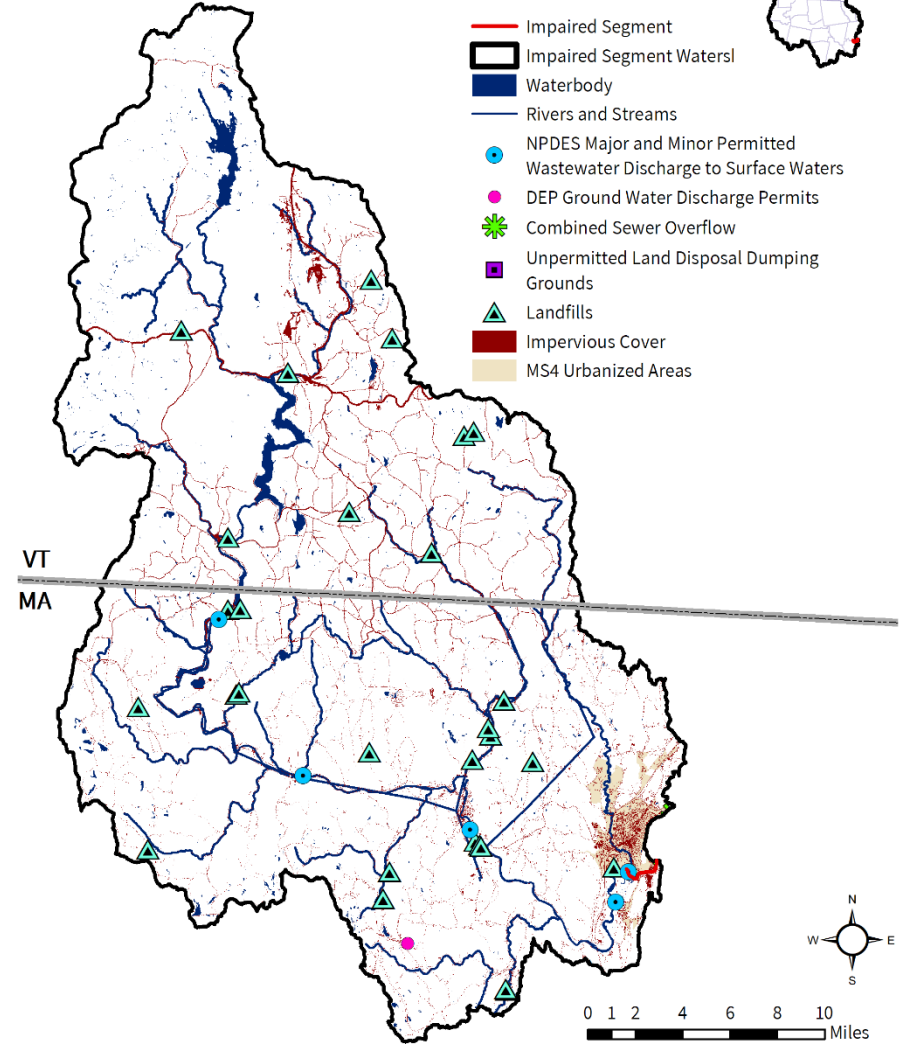 Impaired Segment
Impaired Segment Watersl
Waterbody
Rivers and Streams
NPDES Major and Minor Permitted
Wastewater Discharge to Surface Waters
DEP Ground Water Discharge Permits
Combined Sewer Overflow
Unpermitted Land Disposal Dumping
Grounds
Landfills
Impervious Cover
MS4 Urbanized Areas
VT
MA
N
W E
S
0 1 2 4 6 8 10
Miles